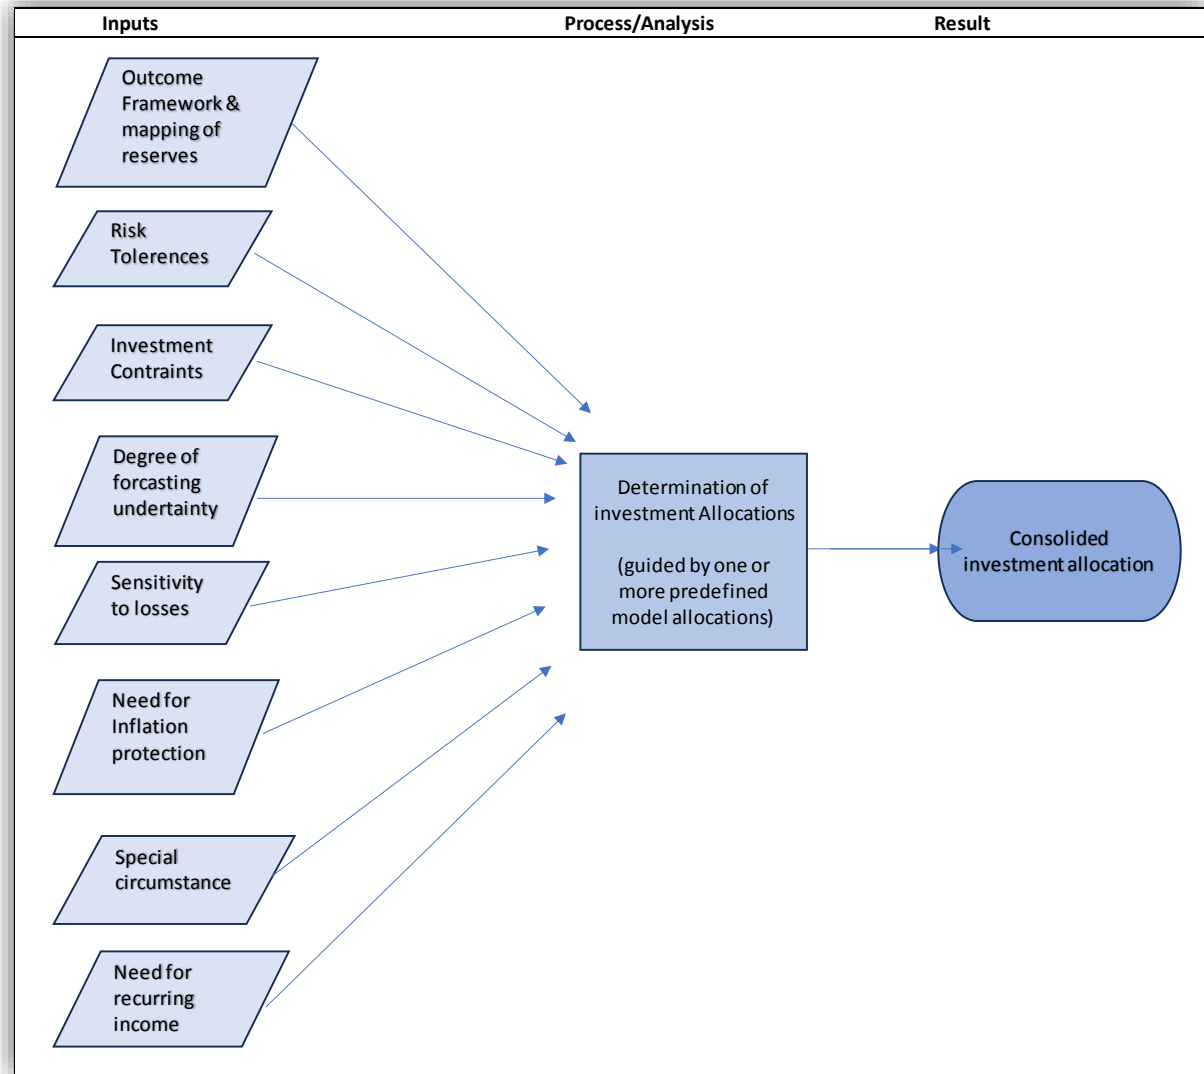 Inputs
Process/Analysis
Result
Outcome
Framework &
mapping of
reserves
Risk
Tolerences
Investment
Contraints
Degree of
forcasting
undertainty
Sensitivity
to losses
Need for
Inflation
protection
Special
circumstance
Need for
recurring
income
Determination of
investment Allocations
(guided by one or
more predefined
model allocations)
Consolided
investment allocation